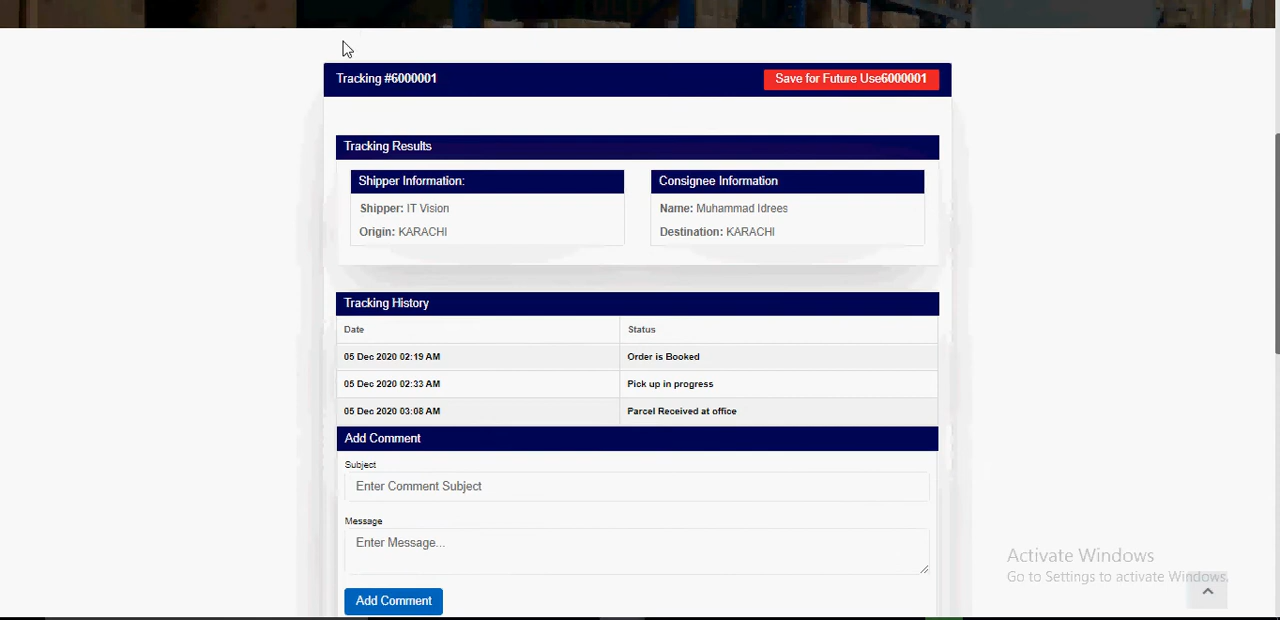 Tracking #6000001 Save for Future Use6000001
Tracking Results
Shipper Information: Consignee Information
Shipper: IT Vision Name: Muhammad Idrees
Origin: KARACHI Destination: KARACHI
Tracking History
Date Status
05 Dec 2020 02:19 AM Order is Booked
05 Dec 2020 02:33 AM Pick up in progress
05 Dec 2020 03:08 AM Parcel Received at office
Add Comment
Subject
Enter Comment Subject
Message
Enter Message...
Add Comment
Activate Windows
Go to Settings to activate Windows.